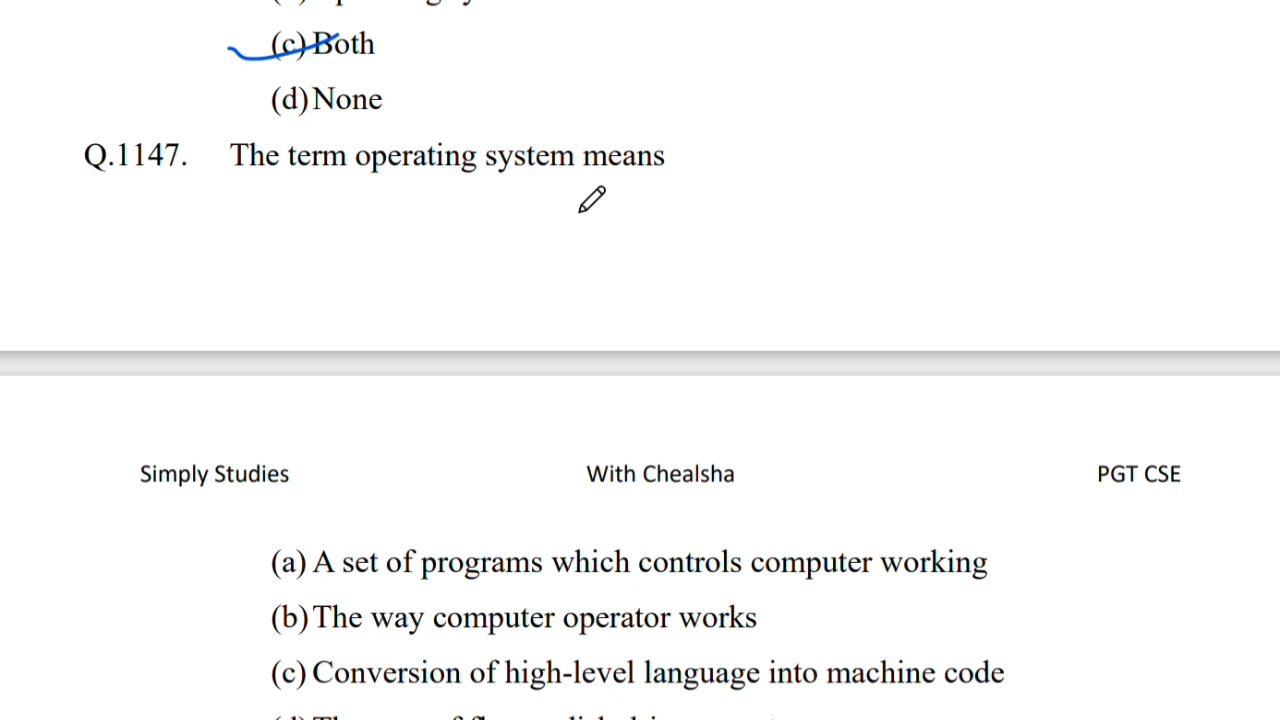 (c) Both
(d) None
Q.1147. The term operating system means
Simply Studies With Chealsha PGT CSE
(a) A set of programs which controls computer working
(b) The way computer operator works
(c) Conversion of high-level language into machine code